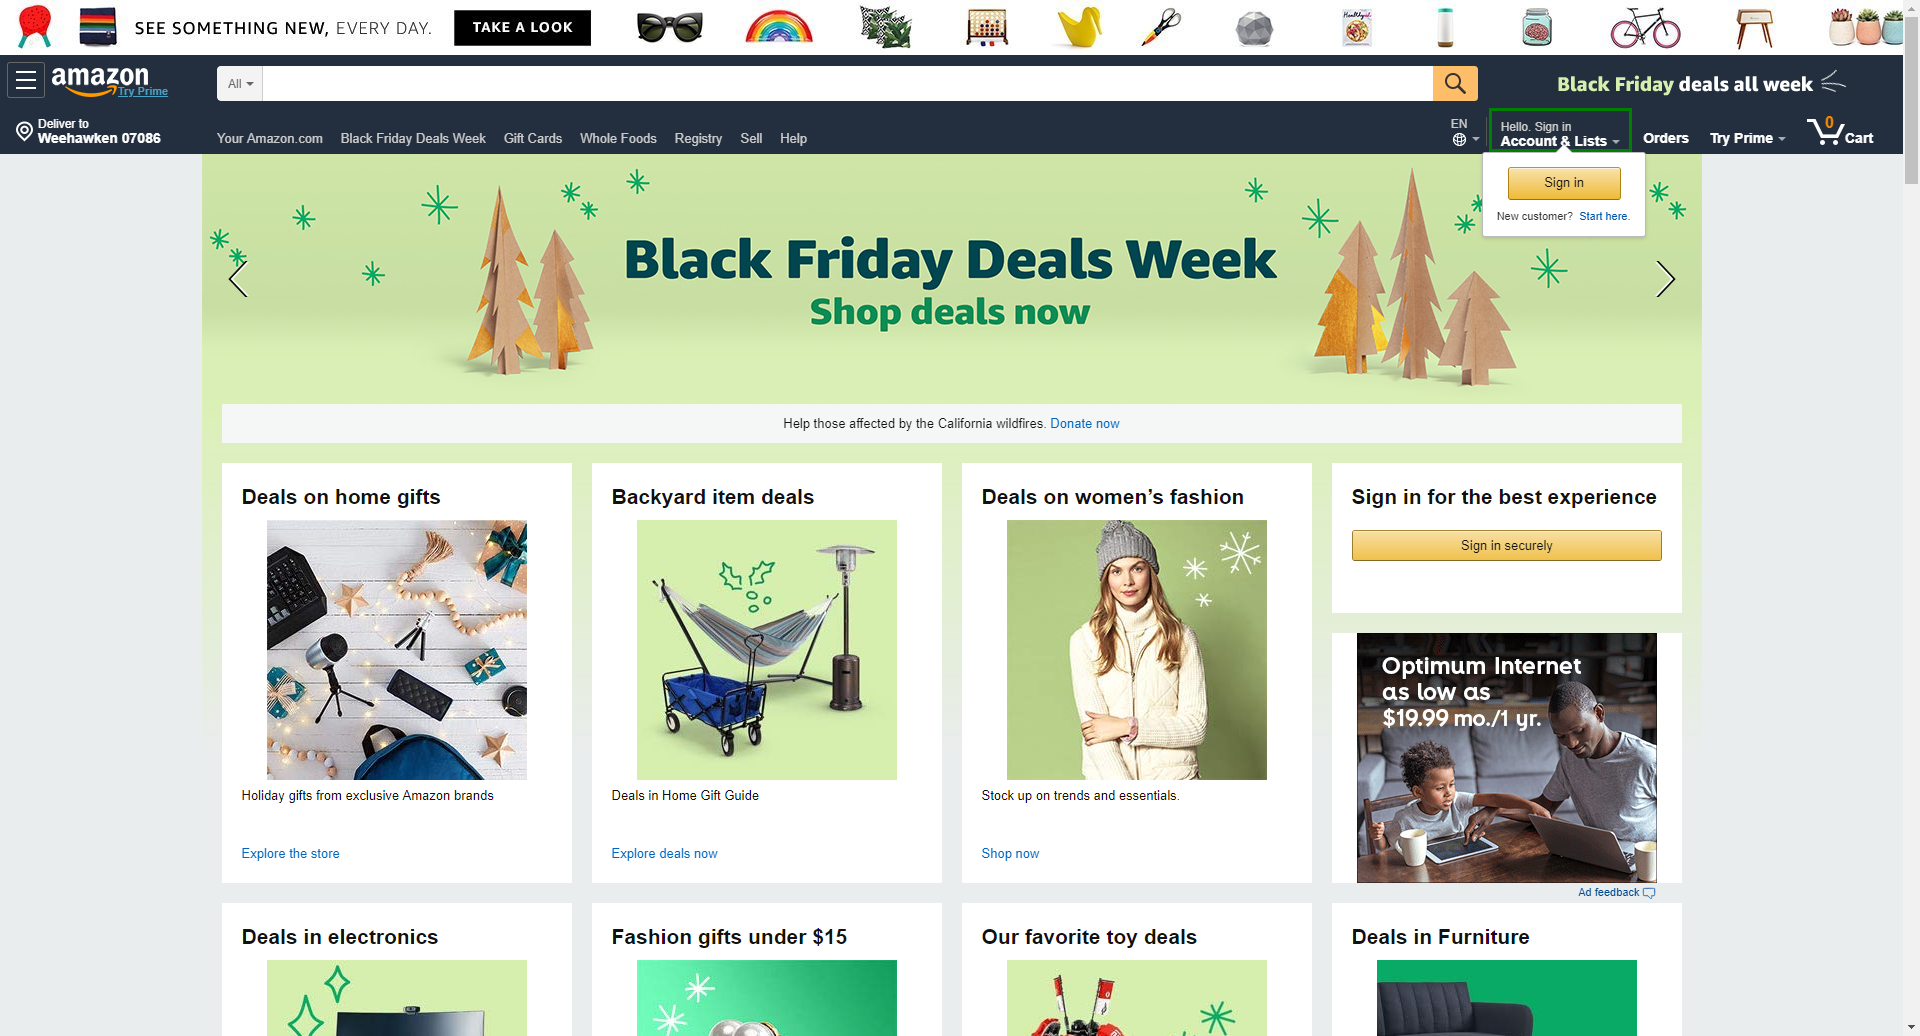 SEE SOMETHING NEW, EVERY DAY.
TAKE A LOOK
Healthyish
amazon
Try Prime
All
Black Friday deals all week
Deliver to
Weehawken 07086
Your Amazon.com
Black Friday Deals Week
Gift Cards
Whole Foods
Registry
Sell
Help
EN
Hello. Sign in
Account & Lists
Orders
Try Prime
0
Cart
Sign in
New customer? Start here.
Black Friday Deals Week
Shop deals now
Help those affected by the California wildfires. Donate now
Deals on home gifts
Holiday gifts from exclusive Amazon brands
Explore the store
Backyard item deals
Deals in Home Gift Guide
Explore deals now
Deals on women’s fashion
Stock up on trends and essentials.
Shop now
Sign in for the best experience
Sign in securely
Optimum Internet
as low as
$19.99 mo./1 yr.
Ad feedback
Deals in electronics
Fashion gifts under $15
Our favorite toy deals
Deals in Furniture